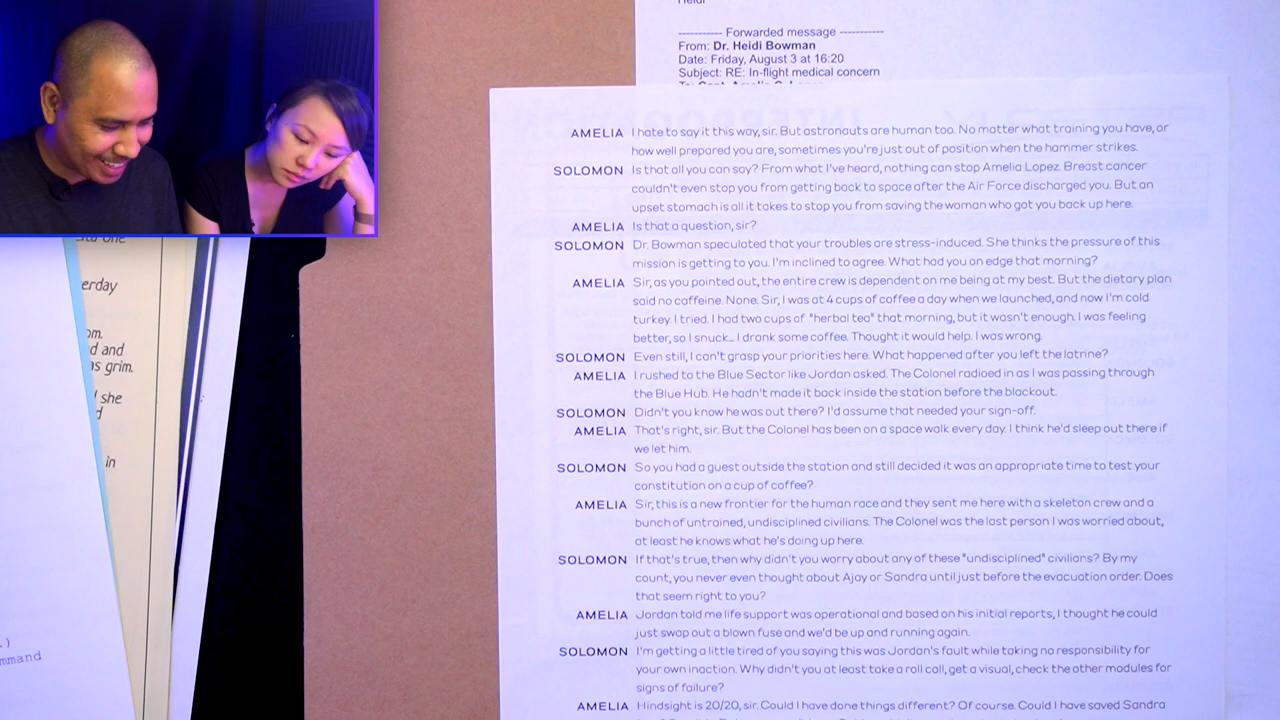 Heidi
----------- Forwarded message -----------
From: Dr. Heidi Bowman
Date: Friday, August 3 at 16:20
Subject: RE: In-flight medical concern
AMELIA I hate to say it this way, sir. But astronauts are human too. No matter what training you have, or
how well prepared you are, sometimes you're just out of position when the hammer strikes.
SOLOMON Is that all you can say? From what I've heard, nothing can stop Amelia Lopez. Breast cancer
couldn't even stop you from getting back to space after the Air Force discharged you. But an
upset stomach is all it takes to stop you from saving the woman who got you back up here.
AMELIA Is that a question, sir?
SOLOMON Dr. Bowman speculated that your troubles are stress-induced. She thinks the pressure of this
mission is getting to you. I'm inclined to agree. What had you on edge that morning?
AMELIA Sir, as you pointed out, the entire crew is dependent on me being at my best. But the dietary plan
said no caffeine. None. Sir, I was at 4 cups of coffee a day when we launched, and now I'm cold
turkey. I tried. I had two cups of "herbal tea" that morning, but it wasn't enough. I was feeling
better, so I snuck... I drank some coffee. Thought it would help. I was wrong.
SOLOMON Even still, I can't grasp your priorities here. What happened after you left the latrine?
AMELIA I rushed to the Blue Sector like Jordan asked. The Colonel radioed in as I was passing through
the Blue Hub. He hadn't made it back inside the station before the blackout.
SOLOMON Didn't you know he was out there? I'd assume that needed your sign-off.
AMELIA That's right, sir. But the Colonel has been on a space walk every day. I think he'd sleep out there if
we let him.
SOLOMON So you had a guest outside the station and still decided it was an appropriate time to test your
constitution on a cup of coffee?
AMELIA Sir, this is a new frontier for the human race and they sent me here with a skeleton crew and a
bunch of untrained, undisciplined civilians. The Colonel was the last person I was worried about,
at least he knows what he's doing up here.
SOLOMON If that's true, then why didn't you worry about any of these "undisciplined" civilians? By my
count, you never even thought about Ajay or Sandra until just before the evacuation order. Does
that seem right to you?
AMELIA Jordan told me life support was operational and based on his initial reports, I thought he could
just swap out a blown fuse and we'd be up and running again.
SOLOMON I'm getting a little tired of you saying this was Jordan's fault while taking no responsibility for
your own inaction. Why didn't you at least take a roll call, get a visual, check the other modules for
signs of failure?
AMELIA Hindsight is 20/20, sir. Could I have done things different? Of course. Could I have saved Sandra
one.
erday
om.
d and
as grim.
she
d
in
.)
mmand